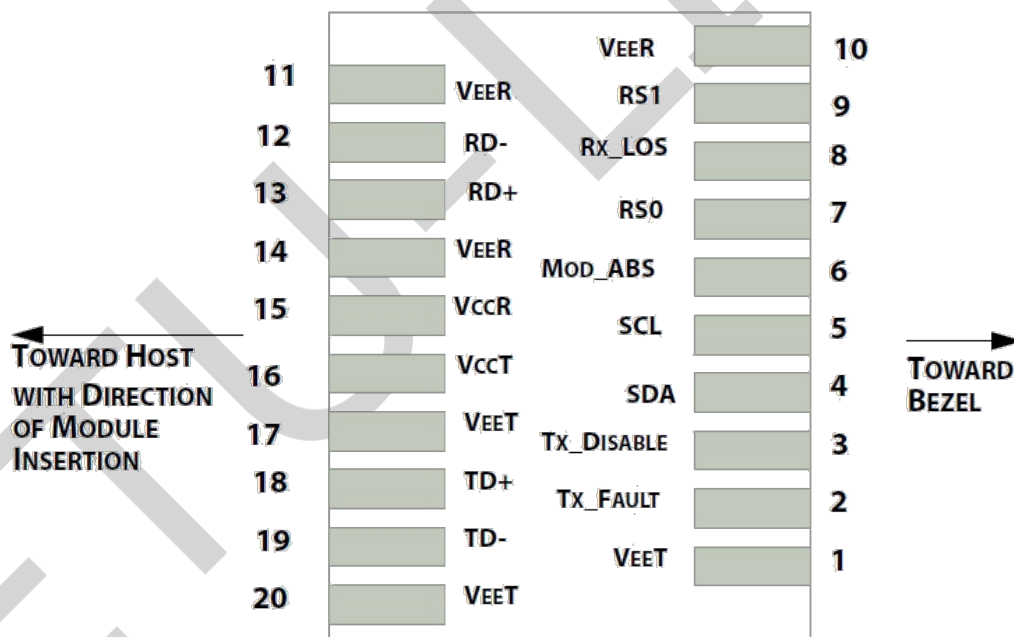 VEER 10
11 VEER
RS1 9
12 RD-
Rx_LOS 8
13 RD+
RS0 7
14 VEER
MOD_ABS 6
15 VCCR
SCL 5
TOWARD HOST
WITH DIRECTION
OF MODULE
INSERTION
16 VCCT
TOWARD
BEZEL
SDA 4
17 VEET
TX_DISABLE 3
18 TD+
TX_FAULT 2
19 TD-
VEET 1
20 VEET